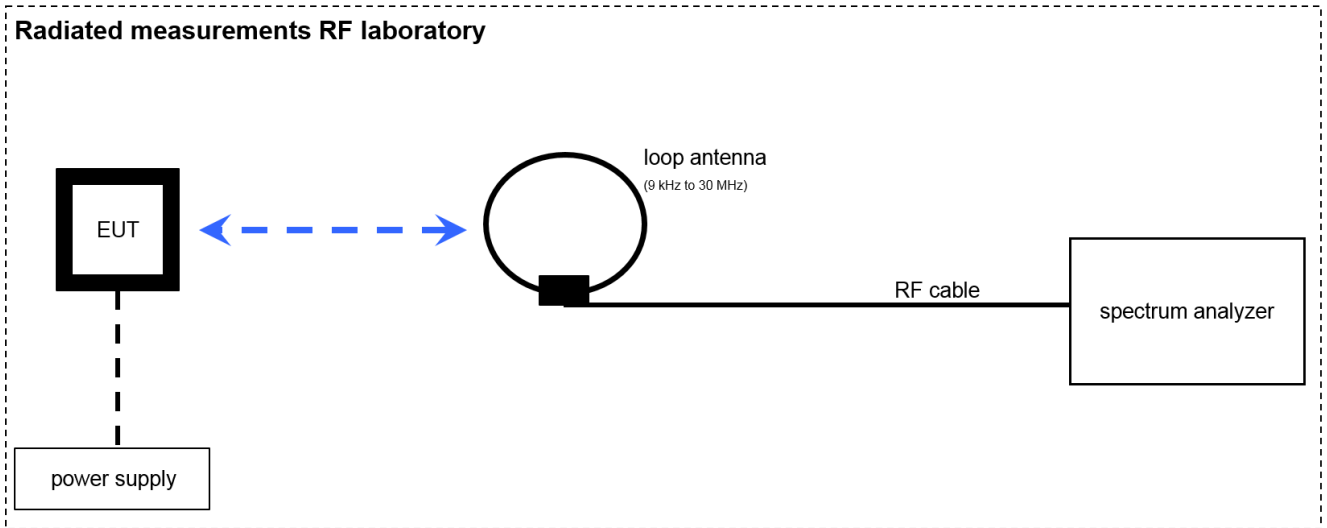 Radiated measurements RF laboratory
loop antenna
(9 kHz to 30 MHz)
EUT
RF cable
spectrum analyzer
power supply